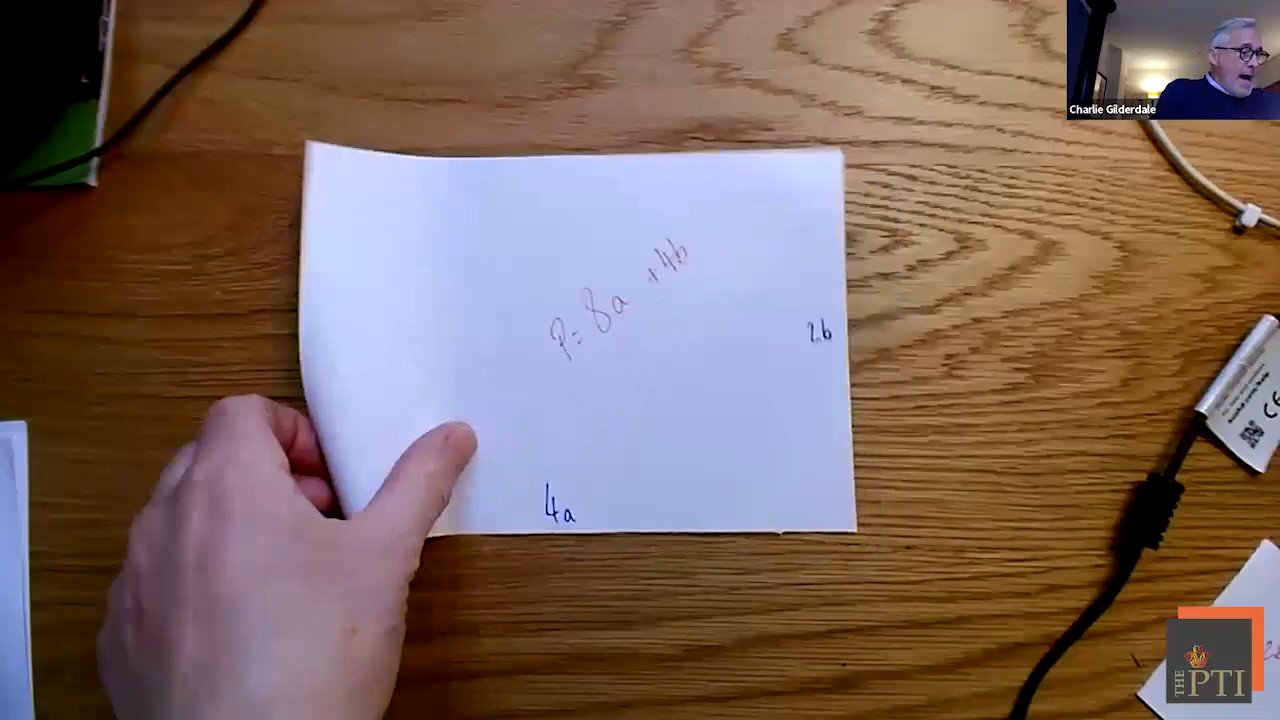 Charlie Gilderdale
P= 8a +4b
2b
4a
THE PTI